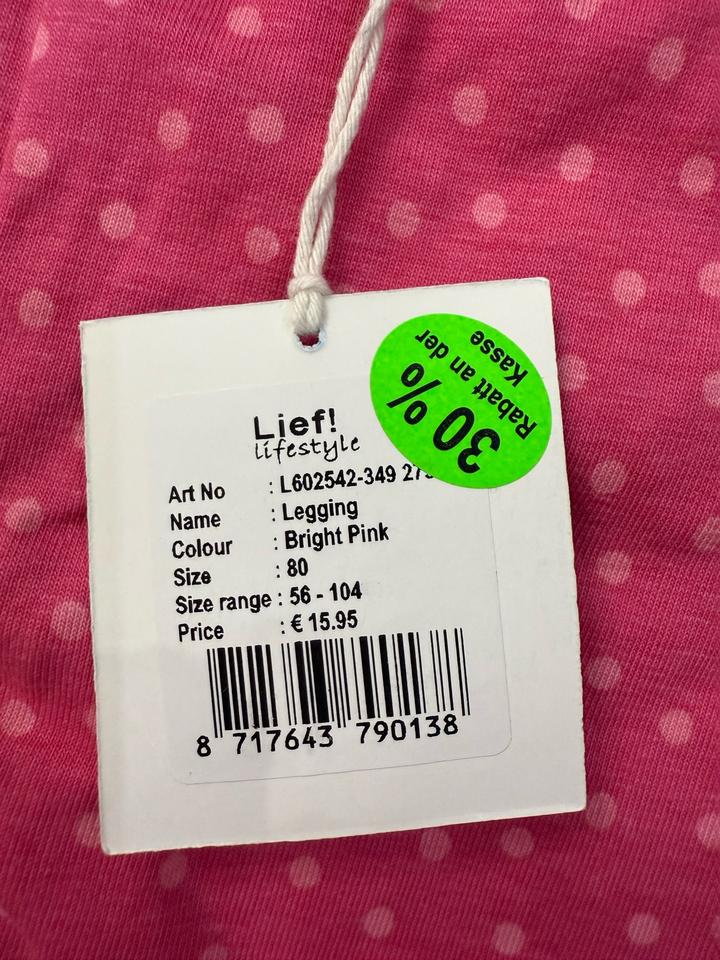 Lief!
lifestyle
Art No : L602542-349
Name : Legging
Colour : Bright Pink
Size : 80
Size range : 56 - 104
Price : € 15.95
8 717643 790138
30 %
Rabatt an der
Kasse